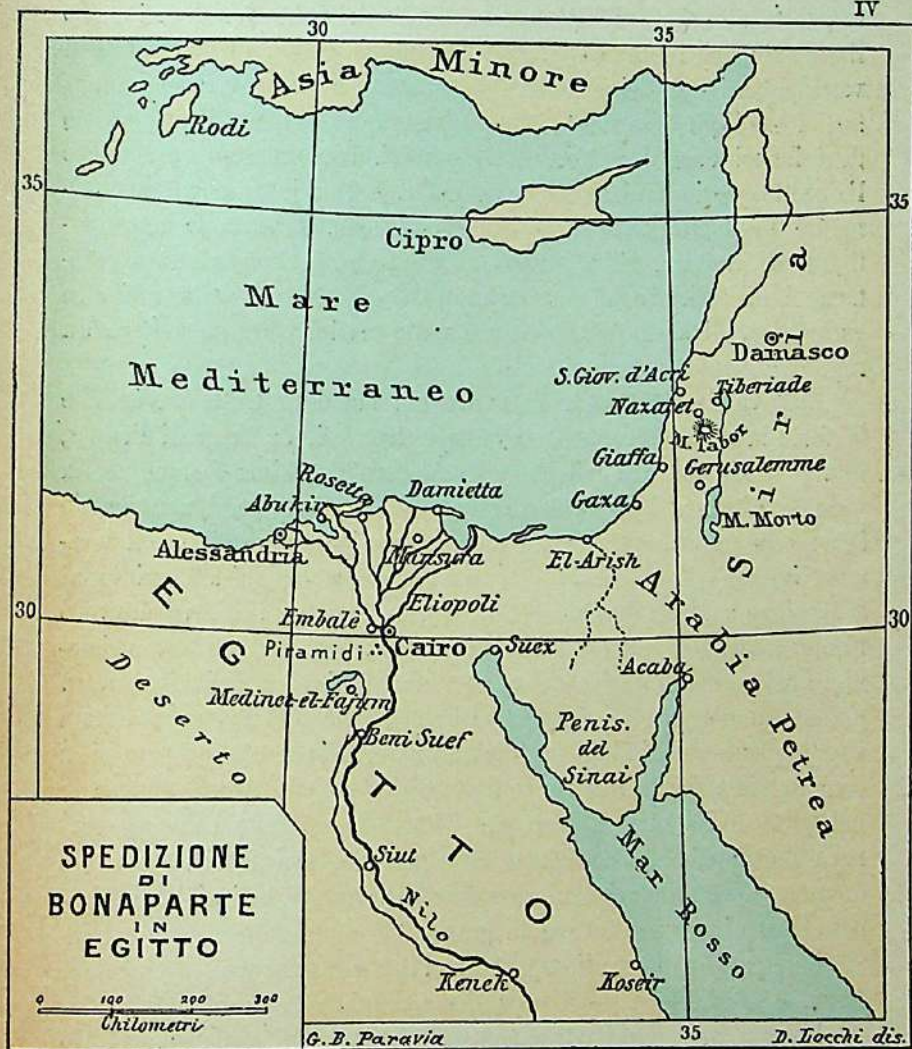 IV
30
35
Asia Minore
Rodi
35
35
Cipro
Mare
Mediterraneo
Damasco
S. Giov. d'Acri
Tiberiade
Nazaret
M. Tabor
Giaffa
Gerusalemme
Gaza
M. Morto
Siria
Rosetta
Damietta
Abukir
Alessandria
Mansura
El-Arish
EGITTO
Arabia Petrea
30
30
Embalè
Eliopoli
Piramidi
Cairo
Suez
Acaba
Deserto
Medinet-el-Fajum
Beni Suef
Penis.
del
Sinai
Siut
Nilo
Mar Rosso
Keneh
Koseir
SPEDIZIONE
DI
BONAPARTE
IN
EGITTO
0 100 200 300
Chilometri
35
G. B. Paravia
D. Locchi dis.